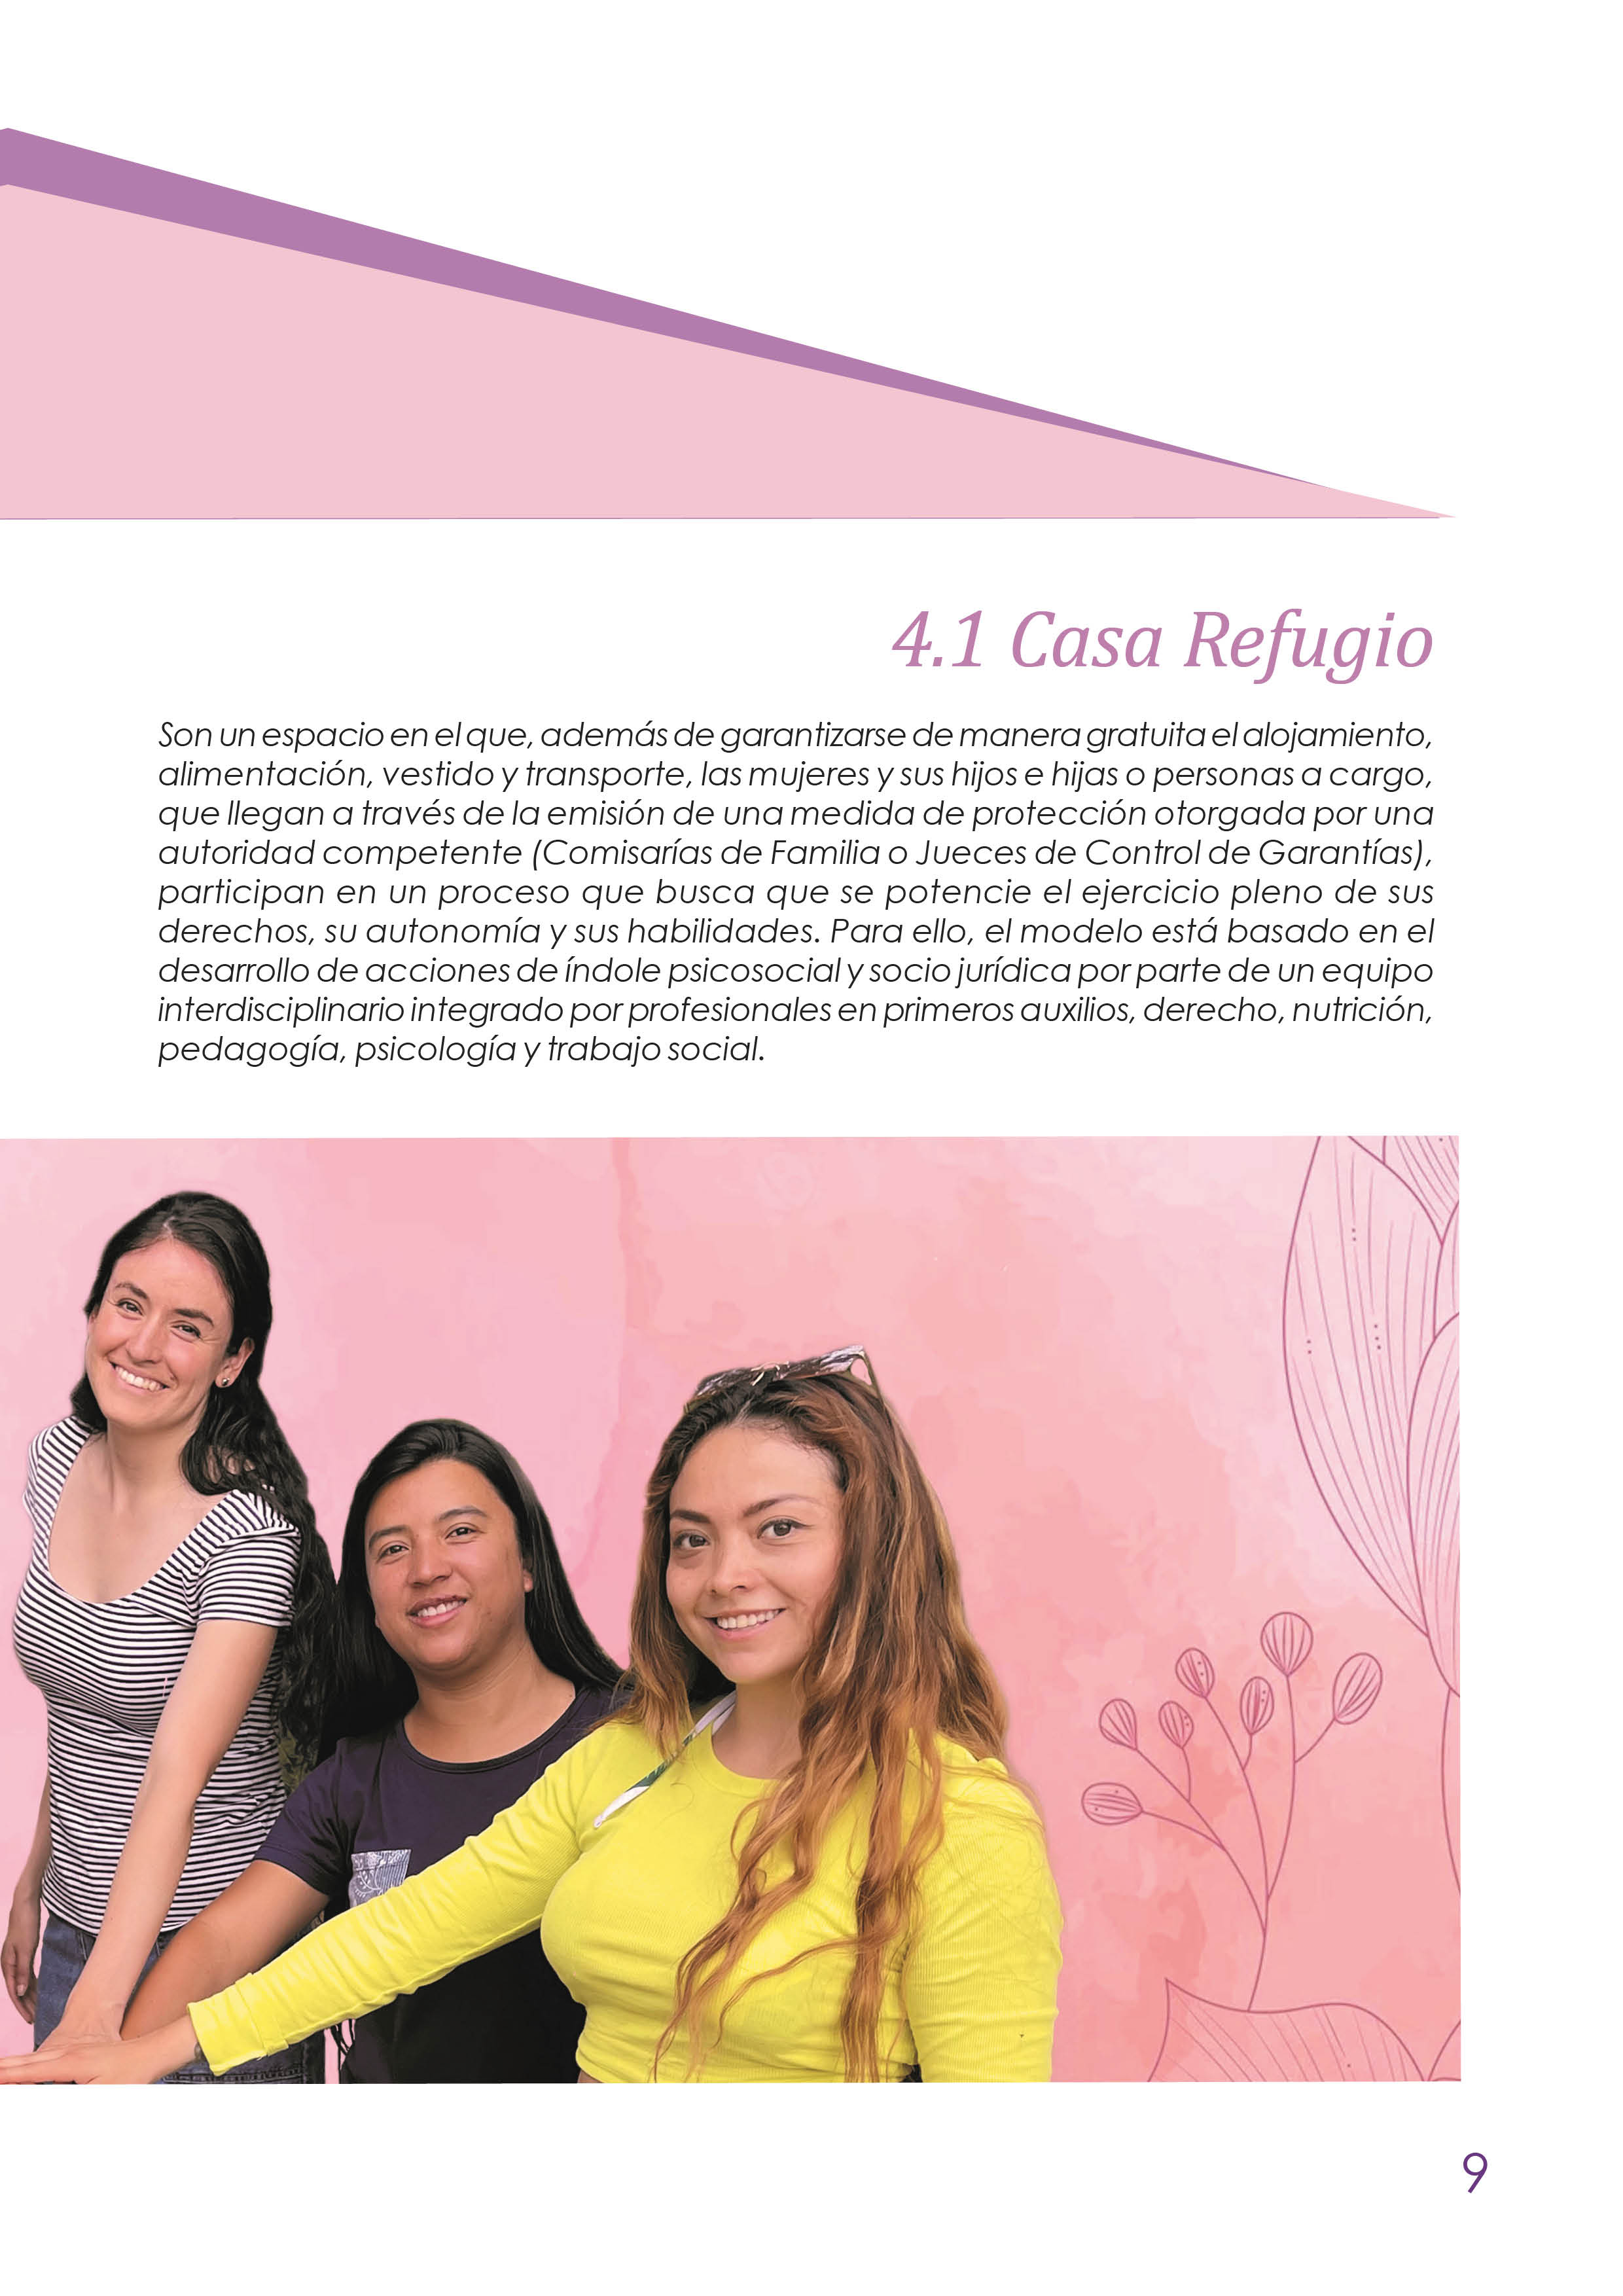 4.1 Casa Refugio
Son un espacio en el que, además de garantizarse de manera gratuita el alojamiento,
alimentación, vestido y transporte, las mujeres y sus hijos e hijas o personas a cargo,
que llegan a través de la emisión de una medida de protección otorgada por una
autoridad competente (Comisarías de Familia o Jueces de Control de Garantías),
participan en un proceso que busca que se potencie el ejercicio pleno de sus
derechos, su autonomía y sus habilidades. Para ello, el modelo está basado en el
desarrollo de acciones de índole psicosocial y socio jurídica por parte de un equipo
interdisciplinario integrado por profesionales en primeros auxilios, derecho, nutrición,
pedagogía, psicología y trabajo social.
9